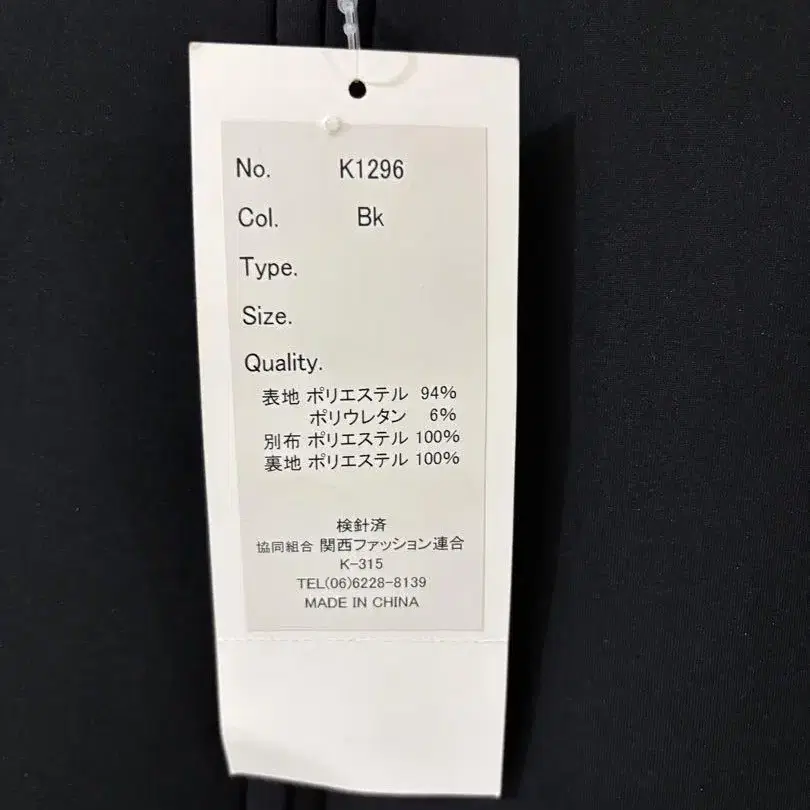 No. K1296
Col. Bk
Type.
Size.
Quality.
表地 ポリエステル 94%
ポリウレタン 6%
別布 ポリエステル 100%
裏地 ポリエステル 100%
検針済
協同組合 関西ファッション連合
K-315
TEL(06)6228-8139
MADE IN CHINA